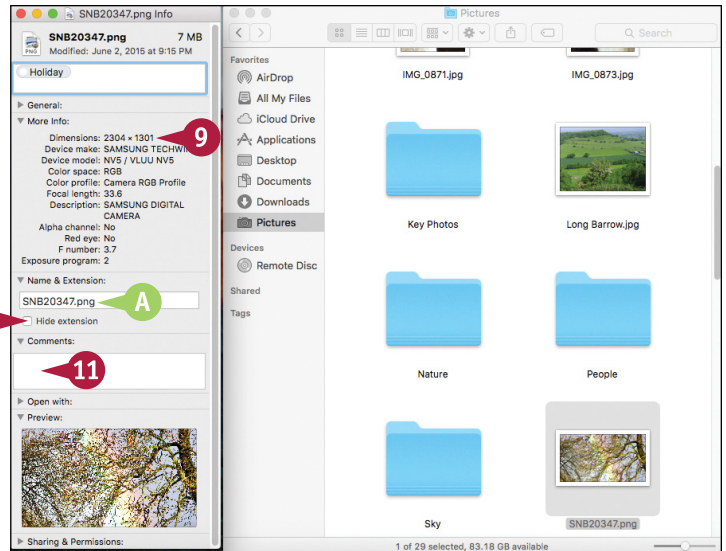 SNB20347.png Info
SNB20347.png 7 MB
Modified: June 2, 2015 at 9:15 PM
PNG
Holiday
General:
More Info:
Dimensions: 2304 × 1301
9
Device make: SAMSUNG TECHWI
Device model: NV5 / VLUU NV5
Color space: RGB
Color profile: Camera RGB Profile
Focal length: 33.6
Description: SAMSUNG DIGITAL
CAMERA
Alpha channel: No
Red eye: No
F number: 3.7
Exposure program: 2
Name & Extension:
SNB20347.png
A
Hide extension
Comments:
11
Open with:
Preview:
Sharing & Permissions:
Pictures
Search
Favorites
AirDrop
All My Files
iCloud Drive
Applications
Desktop
Documents
Downloads
Pictures
Devices
Remote Disc
Shared
Tags
IMG_0871.jpg
IMG_0873.jpg
Key Photos
Long Barrow.jpg
Nature
People
Sky
SNB20347.png
1 of 29 selected, 83.18 GB available